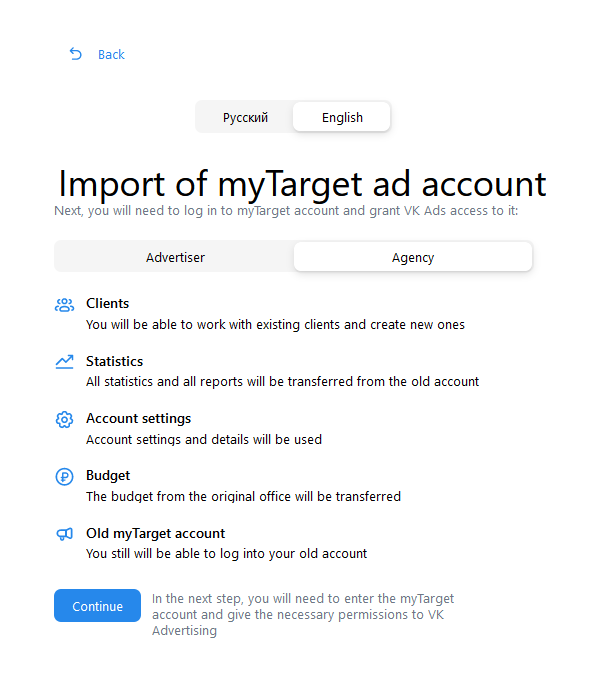 Back
Русский
English
Import of myTarget ad account
Next, you will need to log in to myTarget account and grant VK Ads access to it:
Advertiser
Agency
Clients
You will be able to work with existing clients and create new ones
Statistics
All statistics and all reports will be transferred from the old account
Account settings
Account settings and details will be used
Budget
The budget from the original office will be transferred
Old myTarget account
You still will be able to log into your old account
Continue
In the next step, you will need to enter the myTarget
account and give the necessary permissions to VK
Advertising